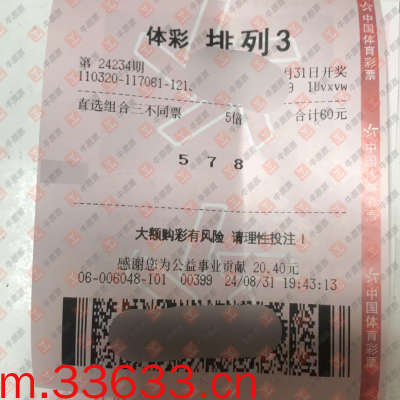 体彩 排列3
第 24234期 月31日开奖
110320-117081-121 lUvxvw
直选组合三不同票 5倍 合计60元
5 7 8
大额购彩有风险 请理性投注！
感谢您为公益事业贡献 20.40元
06-006048-101 00399 24/08/31 19:43:13
中国体育彩票
中国体育彩票
中国体育彩票
m.33633.cn